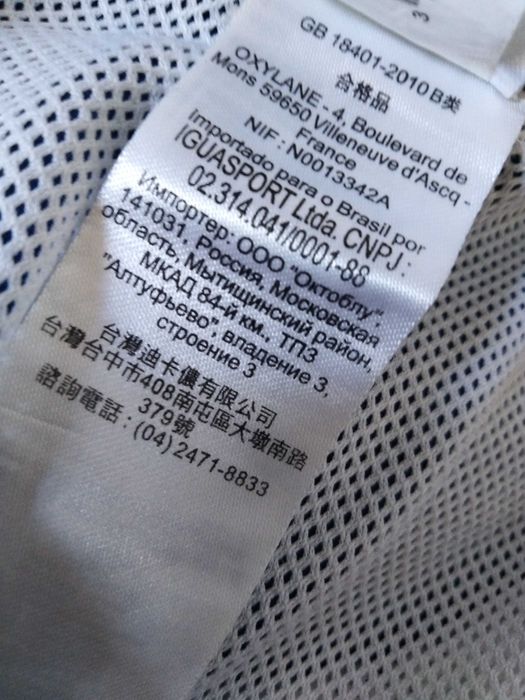 3
GB 18401-2010 B类
合格品
OXYLANE - 4, Boulevard de
Mons 59650 Villeneuve d'Ascq -
France
NIF : N0013342A
Importado para o Brasil por
IGUASPORT Ltda. CNPJ :
02.314.041/0001-88
Импортер: ООО "Октоблу",
141031, Россия, Московская
область, Мытищинский район,
МКАД 84-й км., ТПЗ
"Алтуфьево", владение 3,
строение 3
台灣迪卡儂有限公司
台灣台中市408南屯區大墩南路
379號
諮詢電話 : (04) 2471-8833